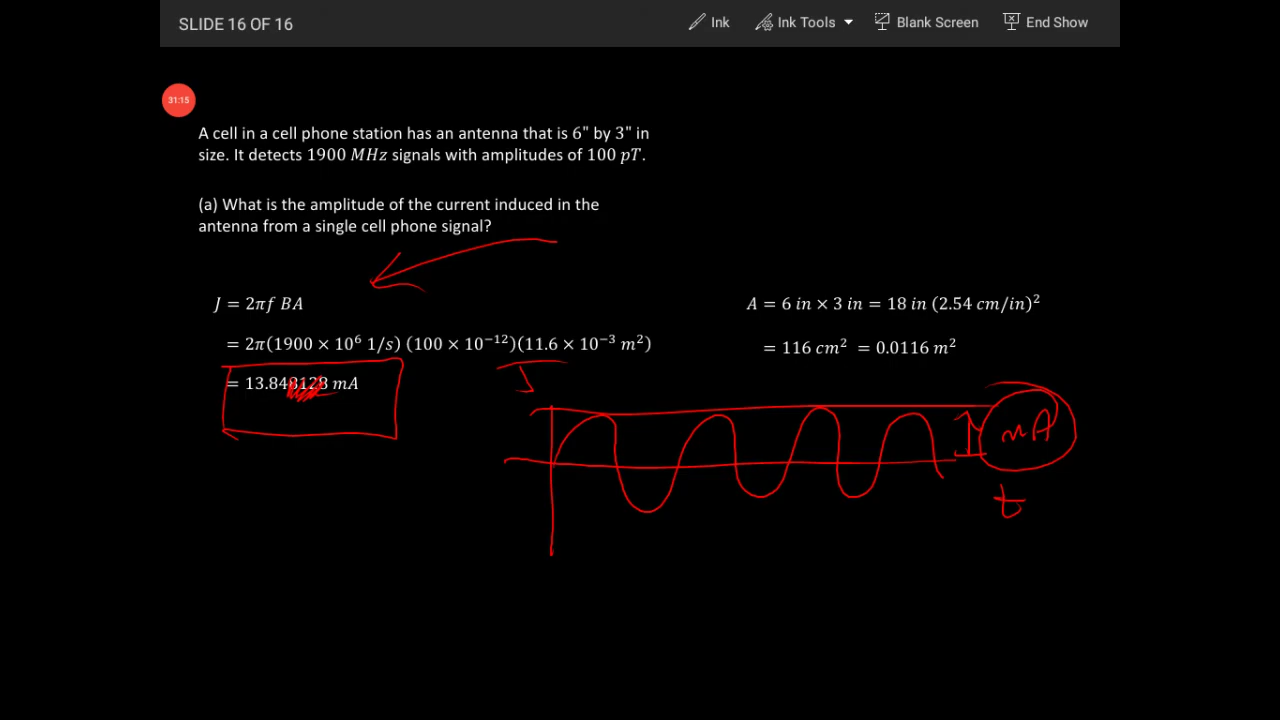 SLIDE 16 OF 16
Ink
Ink Tools
Blank Screen
End Show
31:15
A cell in a cell phone station has an antenna that is 6" by 3" in
size. It detects 1900 MHz signals with amplitudes of 100 pT.
(a) What is the amplitude of the current induced in the
antenna from a single cell phone signal?
J = 2πf BA
= 2π(1900 × 10⁶ 1/s) (100 × 10⁻¹²)(11.6 × 10⁻³ m²)
= 13.848128 mA
A = 6 in × 3 in = 18 in (2.54 cm/in)²
= 116 cm² = 0.0116 m²
I
mA
t